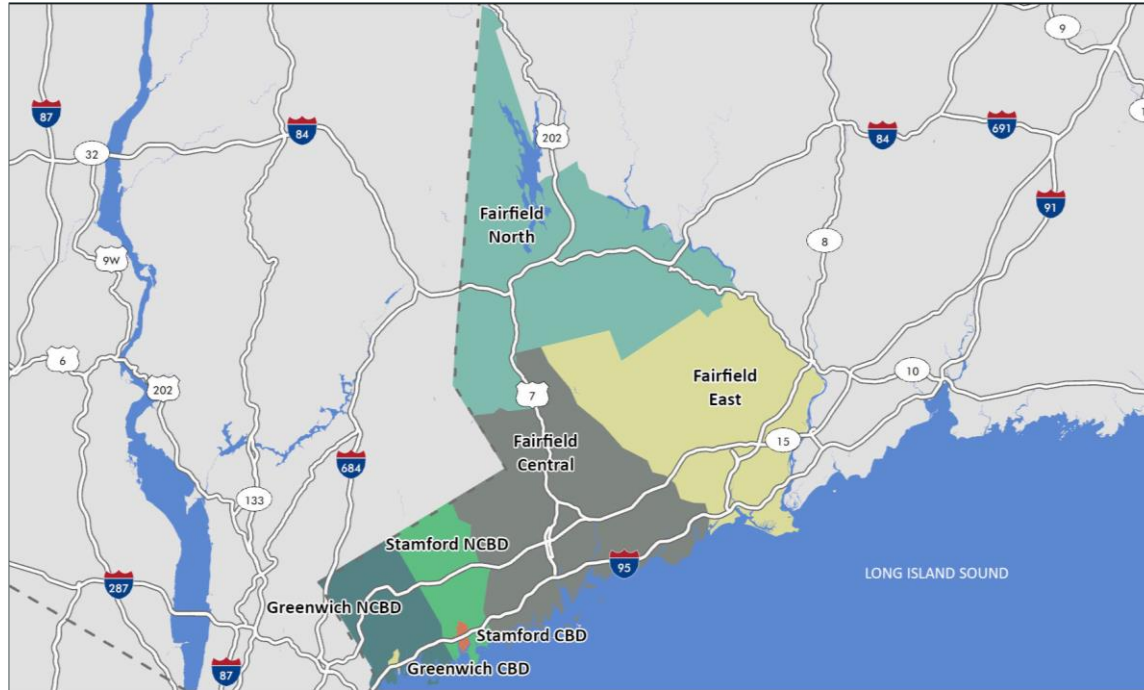 9
87
84
32
202
84
691
91
Fairfield
North
8
9W
6
202
Fairfield
East
10
7
Fairfield
Central
15
684
133
Stamford NCBD
95
LONG ISLAND SOUND
287
Greenwich NCBD
Stamford CBD
Greenwich CBD
87